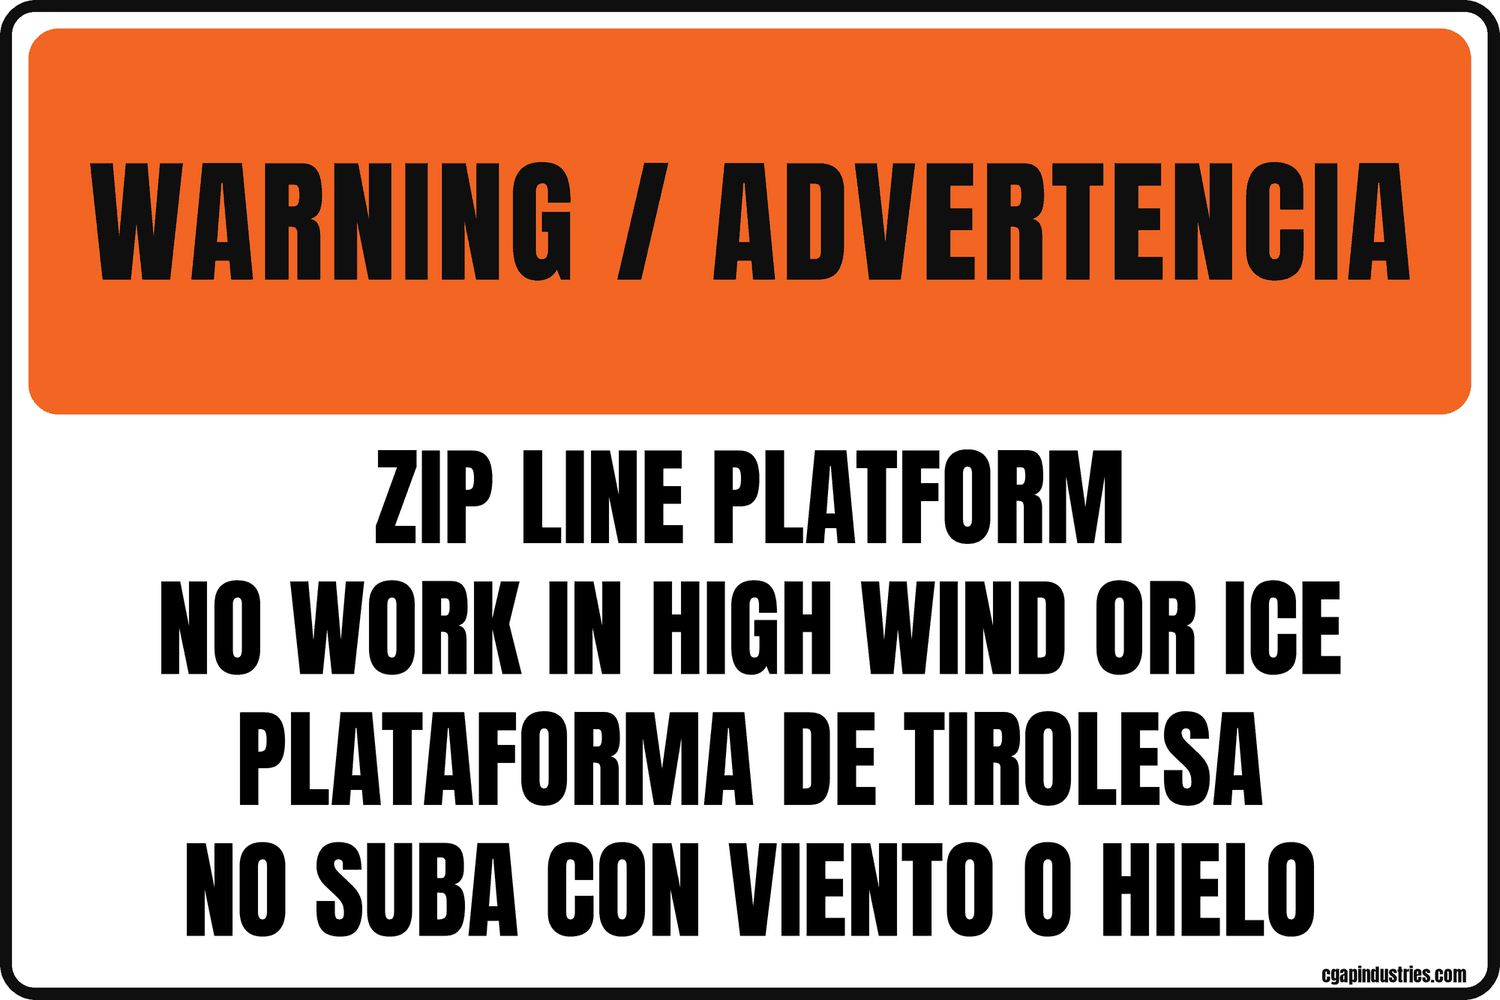 WARNING / ADVERTENCIA
ZIP LINE PLATFORM
NO WORK IN HIGH WIND OR ICE
PLATAFORMA DE TIROLESA
NO SUBA CON VIENTO O HIELO
cgapindustries.com